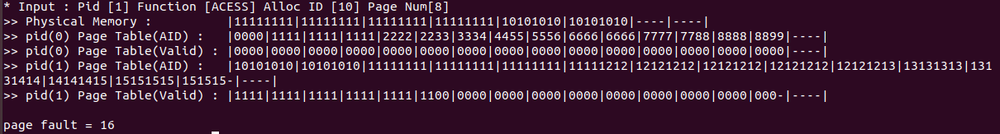 * Input : Pid [1] Function [ACESS] Alloc ID [10] Page Num[8]
>> Physical Memory :           |11111111|11111111|11111111|11111111|10101010|10101010|----|----|
>> pid(0) Page Table(AID) :    |0000|1111|1111|1111|2222|2233|3334|4455|5556|6666|6666|7777|7788|8888|8899|----|
>> pid(0) Page Table(Valid) :  |0000|0000|0000|0000|0000|0000|0000|0000|0000|0000|0000|0000|0000|0000|0000|----|
>> pid(1) Page Table(AID) :    |10101010|10101010|11111111|11111111|11111111|11111212|12121212|12121212|12121212|12121213|13131313|131
31414|14141415|15151515|151515-|----|
>> pid(1) Page Table(Valid) :  |1111|1111|1111|1111|1111|1100|0000|0000|0000|0000|0000|0000|0000|0000|000-|----|
page fault = 16